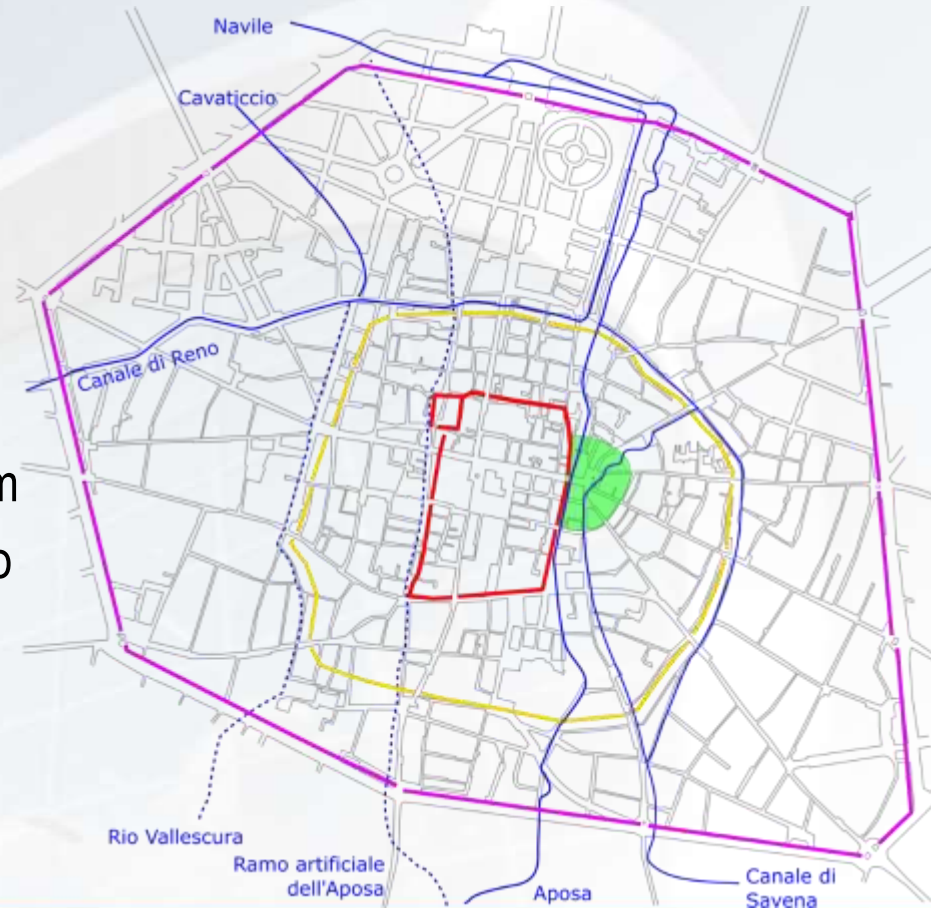 Navile
Cavaticcio
Canale di Reno
m
o
Rio Vallescura
Ramo artificiale
dell'Aposa
Aposa
Canale di
Savena